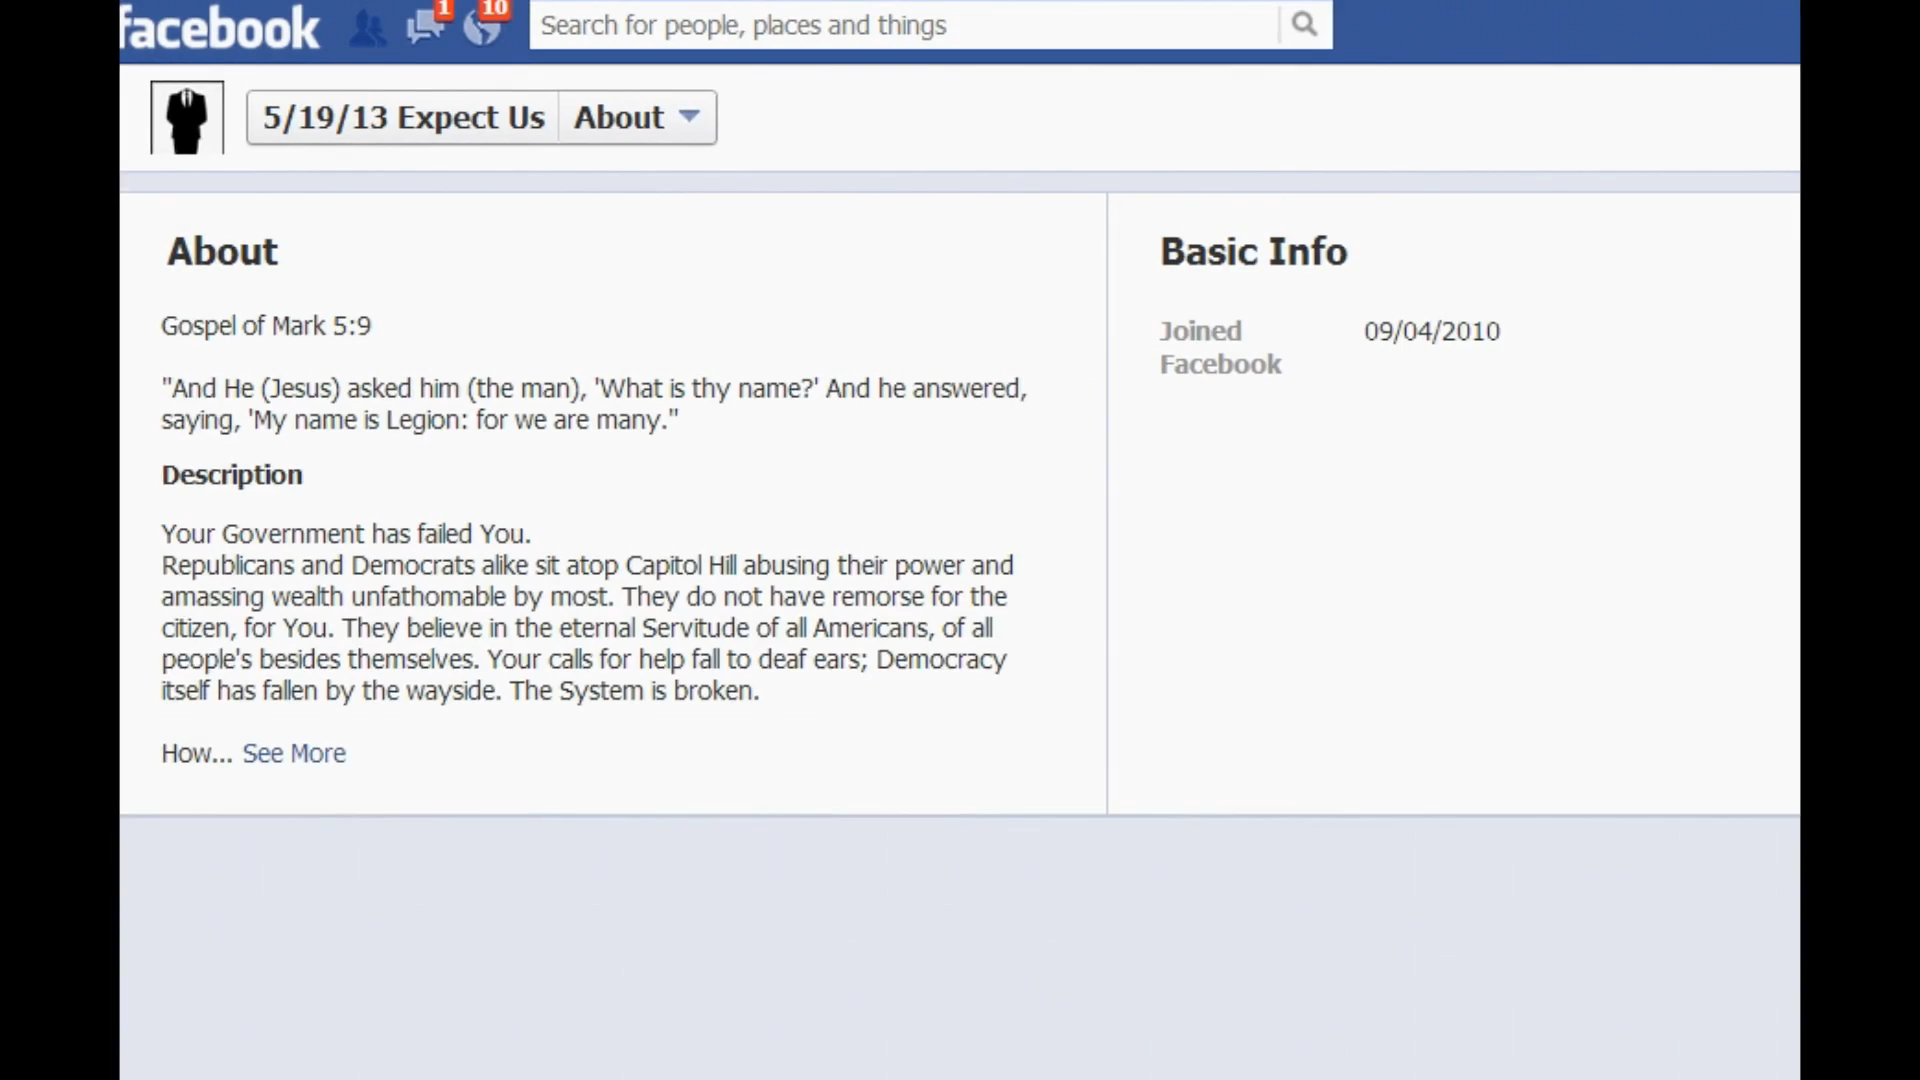 facebook
1
10
Search for people, places and things
5/19/13 Expect Us
About
About
Gospel of Mark 5:9
"And He (Jesus) asked him (the man), 'What is thy name?' And he answered,
saying, 'My name is Legion: for we are many."
Description
Your Government has failed You.
Republicans and Democrats alike sit atop Capitol Hill abusing their power and
amassing wealth unfathomable by most. They do not have remorse for the
citizen, for You. They believe in the eternal Servitude of all Americans, of all
people's besides themselves. Your calls for help fall to deaf ears; Democracy
itself has fallen by the wayside. The System is broken.
How... See More
Basic Info
Joined 09/04/2010
Facebook